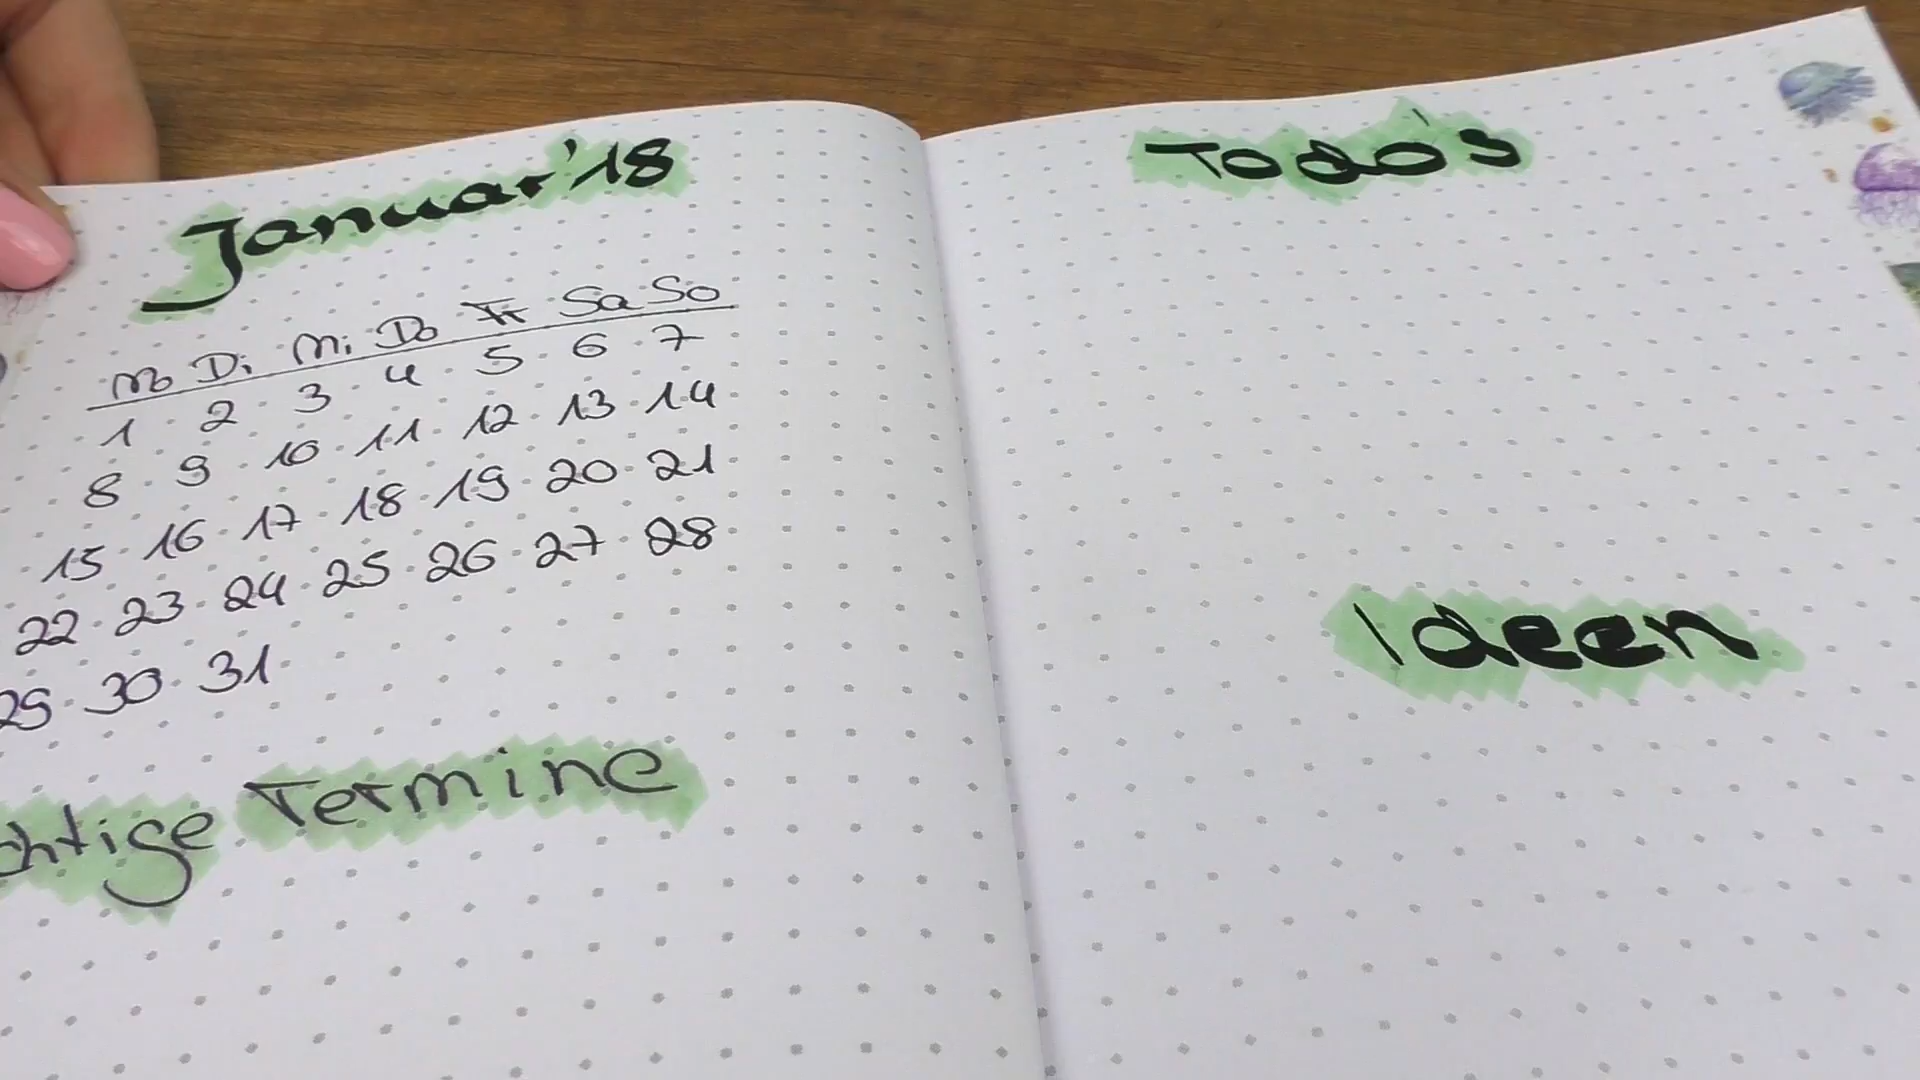 Januar '18
Mo Di Mi Do Fr Sa So
1 2 3 4 5 6 7
8 9 10 11 12 13 14
15 16 17 18 19 20 21
22 23 24 25 26 27 28
29 30 31
chtige Termine
Todo's
Ideen